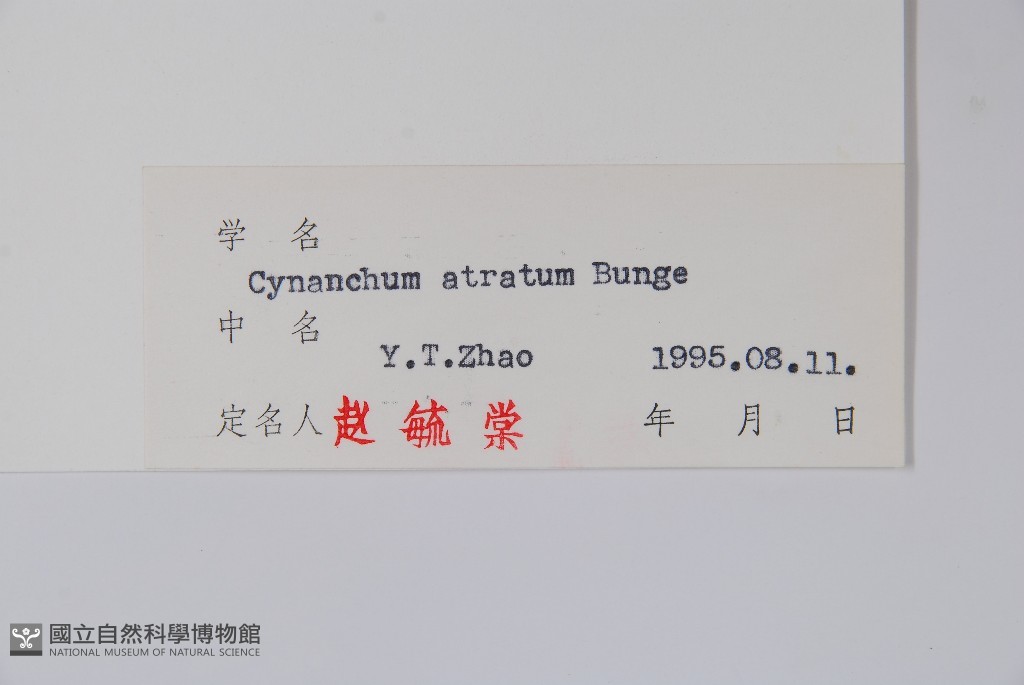 学 名
Cynanchum atratum Bunge
中 名
Y.T.Zhao 1995.08.11.
定名人 赵毓棠 年 月 日
國立自然科學博物館
NATIONAL MUSEUM OF NATURAL SCIENCE